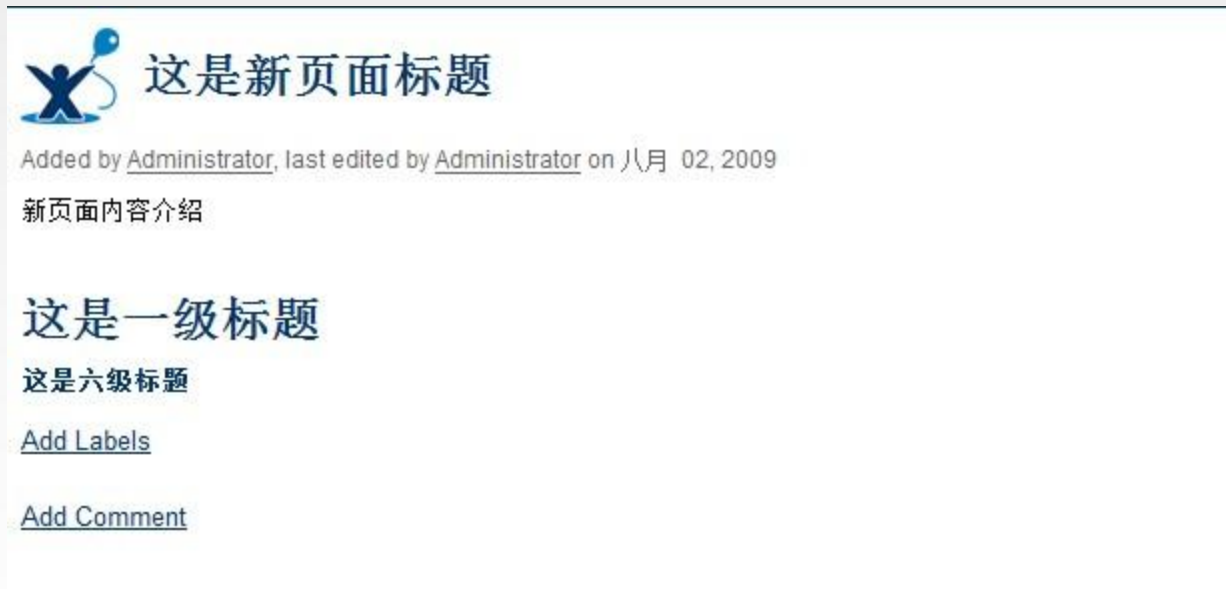 这是新页面标题
Added by Administrator, last edited by Administrator on 八月 02, 2009
新页面内容介绍
这是一级标题
这是六级标题
Add Labels
Add Comment